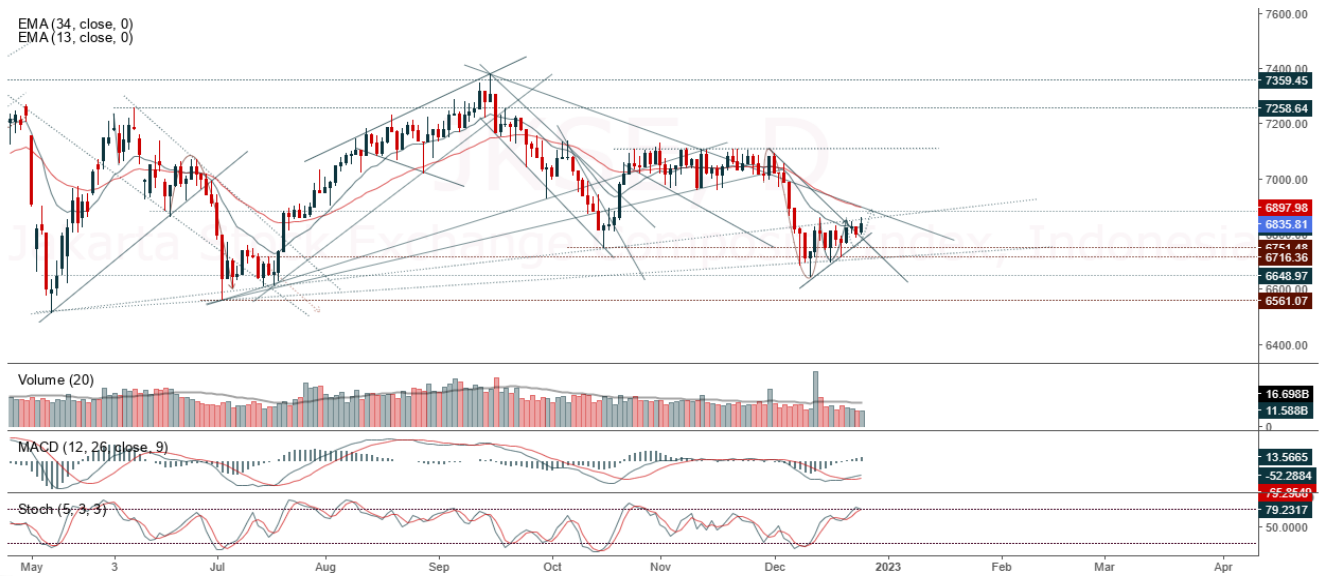 EMA (34, close, 0)
EMA (13, close, 0)
7600.00
7400.00
7359.45
7258.64
7200.00
7000.00
6897.98
6835.81
6751.48
6716.36
6648.97
6600.00
6561.07
6400.00
Volume (20)
16.698B
11.588B
0
MACD (12, 26, close, 9)
13.5665
-52.2884
Stoch (5, 3, 3)
79.2317
50.0000
May 3 Jul Aug Sep Oct Nov Dec 2023 Feb Mar Apr